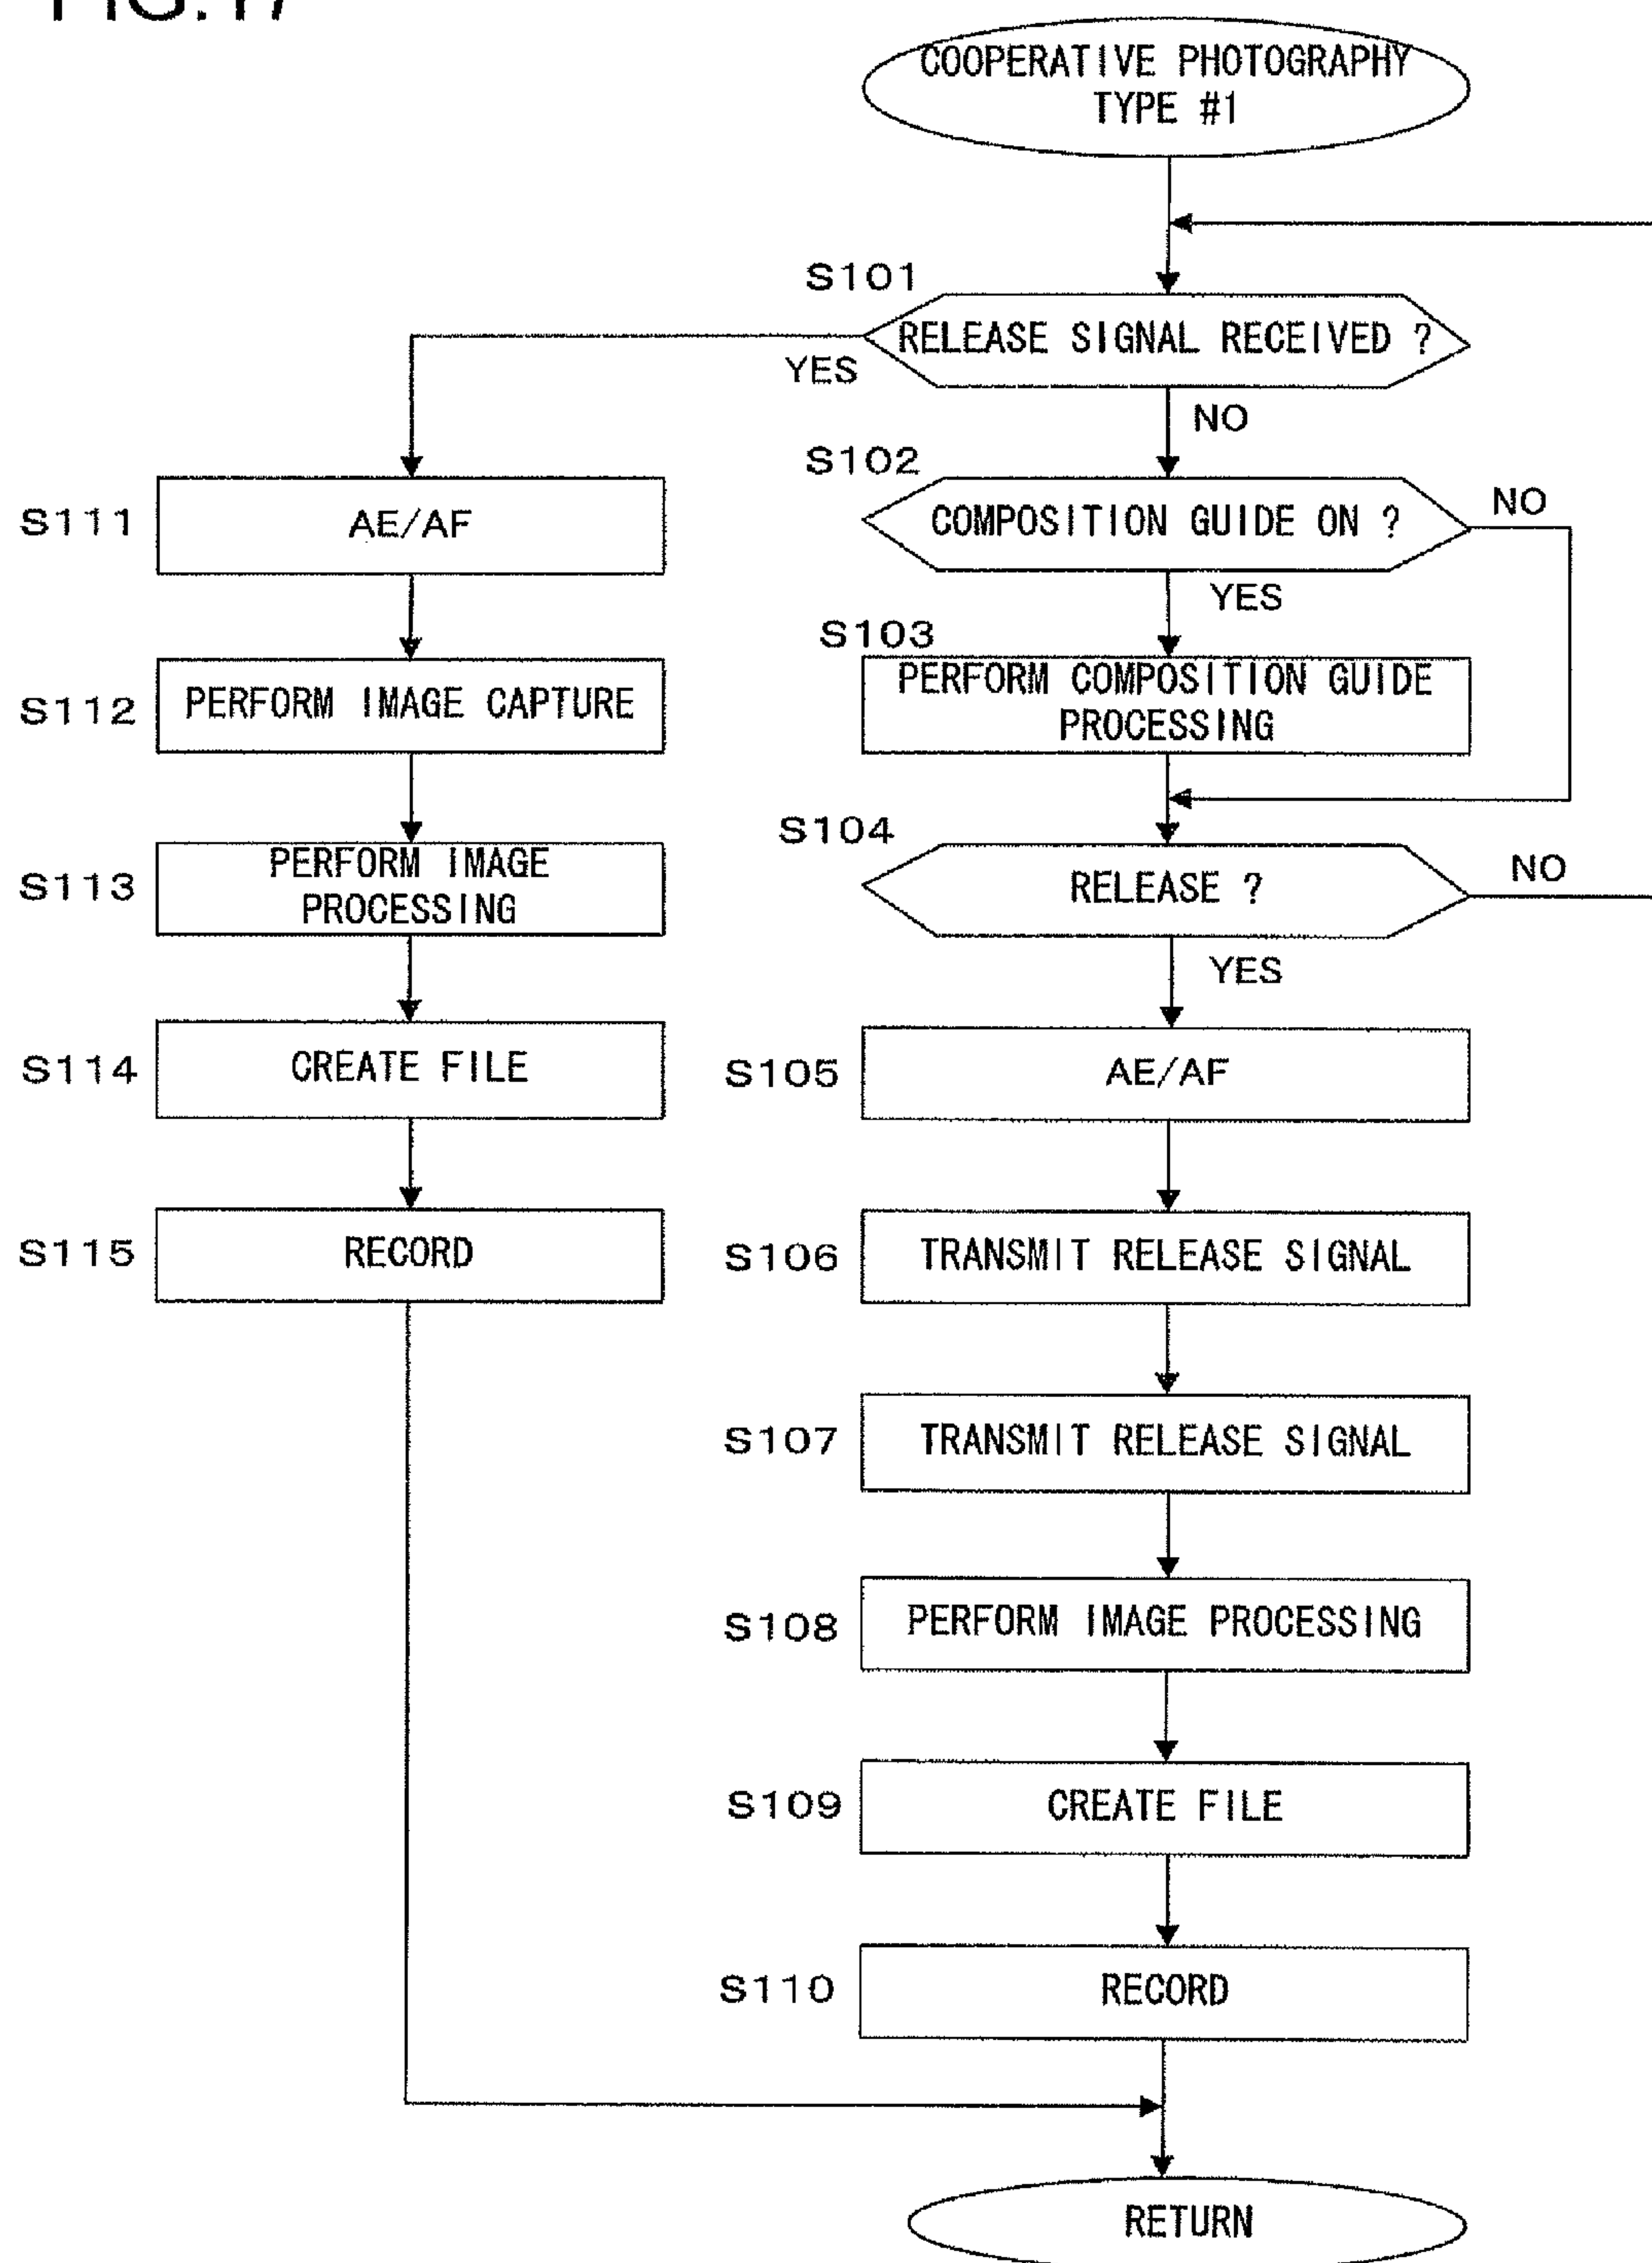 FIG. 17
COOPERATIVE PHOTOGRAPHY
TYPE #1
S101
RELEASE SIGNAL RECEIVED ?
YES
NO
S102
COMPOSITION GUIDE ON ?
NO
YES
S103
PERFORM COMPOSITION GUIDE
PROCESSING
S104
RELEASE ?
NO
YES
S105
AE/AF
S106
TRANSMIT RELEASE SIGNAL
S107
TRANSMIT RELEASE SIGNAL
S108
PERFORM IMAGE PROCESSING
S109
CREATE FILE
S110
RECORD
S111
AE/AF
S112
PERFORM IMAGE CAPTURE
S113
PERFORM IMAGE
PROCESSING
S114
CREATE FILE
S115
RECORD
RETURN